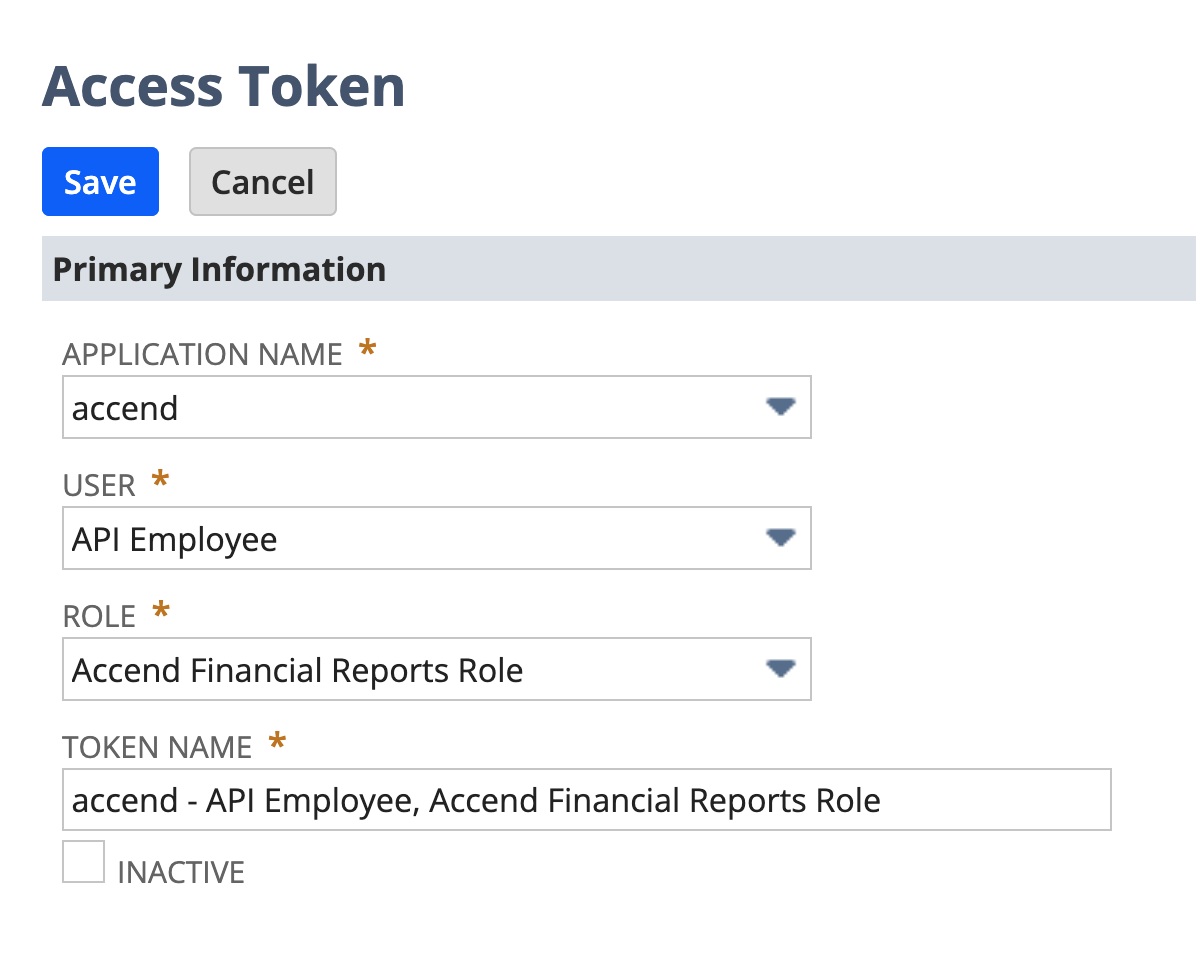 Access Token
Save Cancel
Primary Information
APPLICATION NAME *
accend
USER *
API Employee
ROLE *
Accend Financial Reports Role
TOKEN NAME *
accend - API Employee, Accend Financial Reports Role
INACTIVE